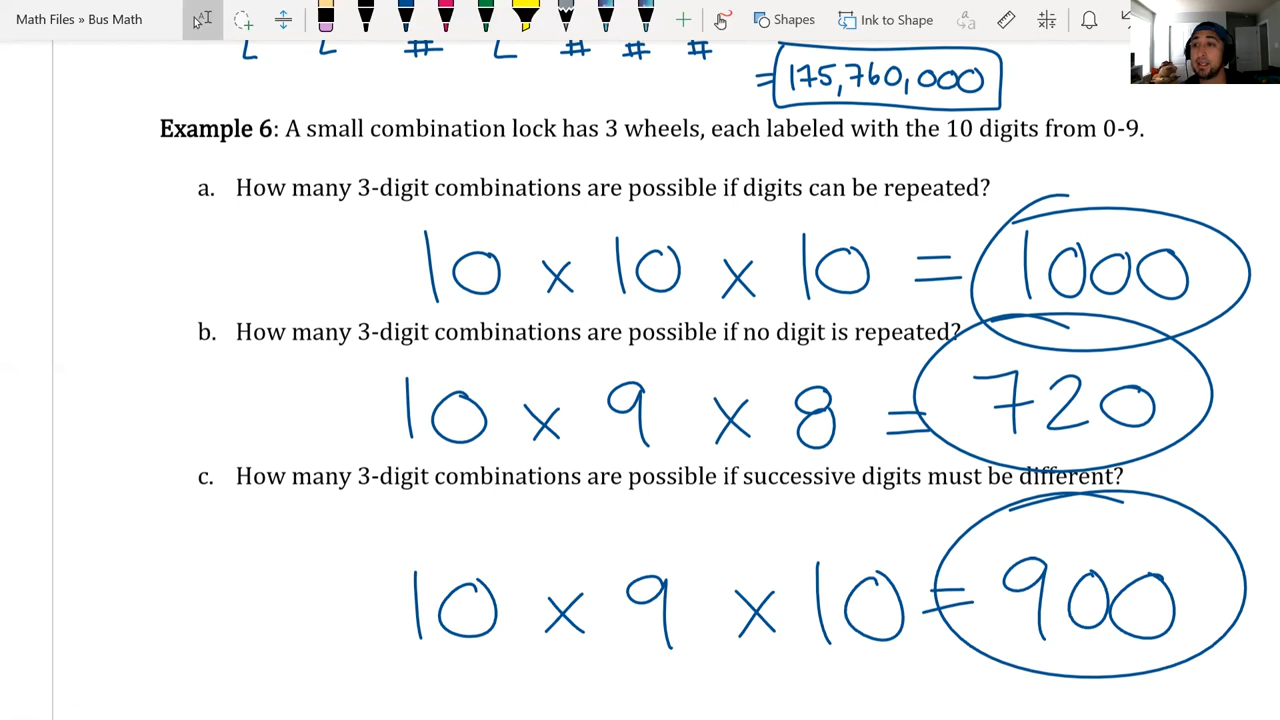 Math Files » Bus Math
Shapes
Ink to Shape
L L # L # # #
= 175,760,000
Example 6: A small combination lock has 3 wheels, each labeled with the 10 digits from 0-9.
a. How many 3-digit combinations are possible if digits can be repeated?
10 x 10 x 10 = 1000
b. How many 3-digit combinations are possible if no digit is repeated?
10 x 9 x 8 = 720
c. How many 3-digit combinations are possible if successive digits must be different?
10 x 9 x 10 = 900